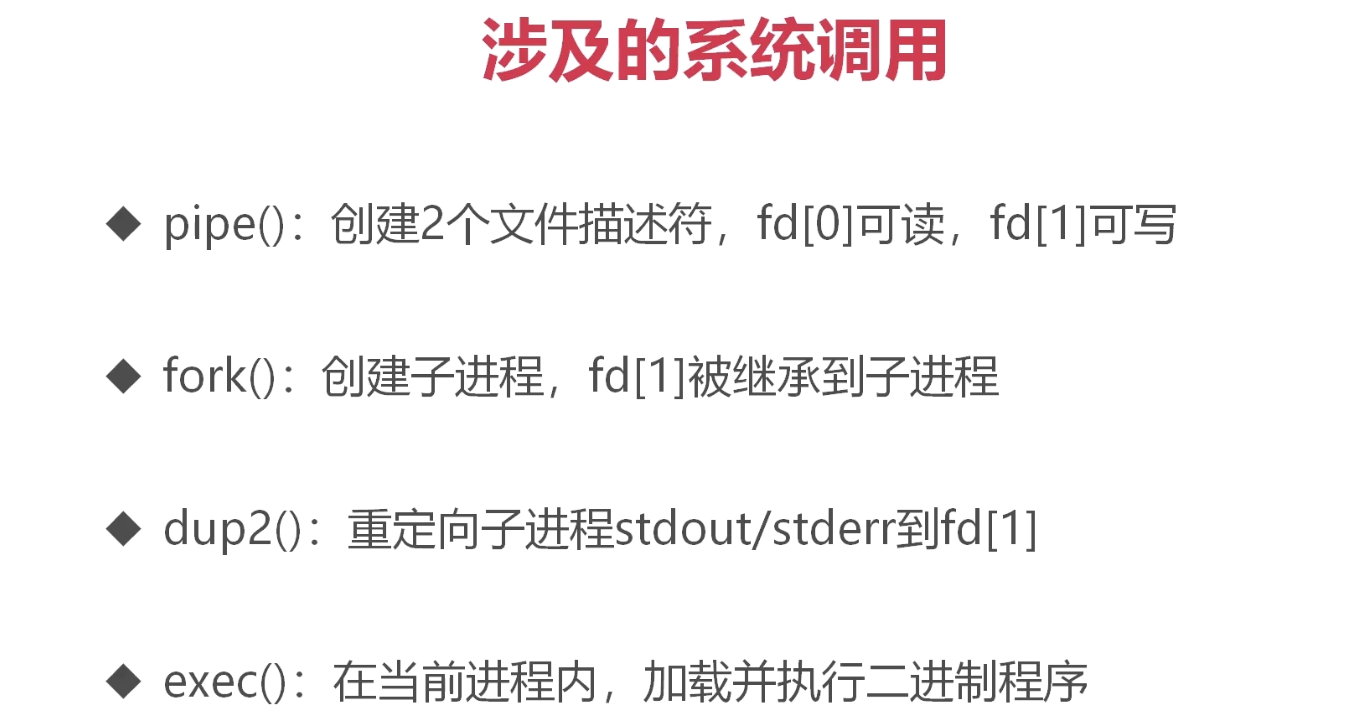 涉及的系统调用
◆ pipe()：创建2个文件描述符，fd[0]可读，fd[1]可写
◆ fork()：创建子进程，fd[1]被继承到子进程
◆ dup2()：重定向子进程stdout/stderr到fd[1]
◆ exec()：在当前进程内，加载并执行二进制程序